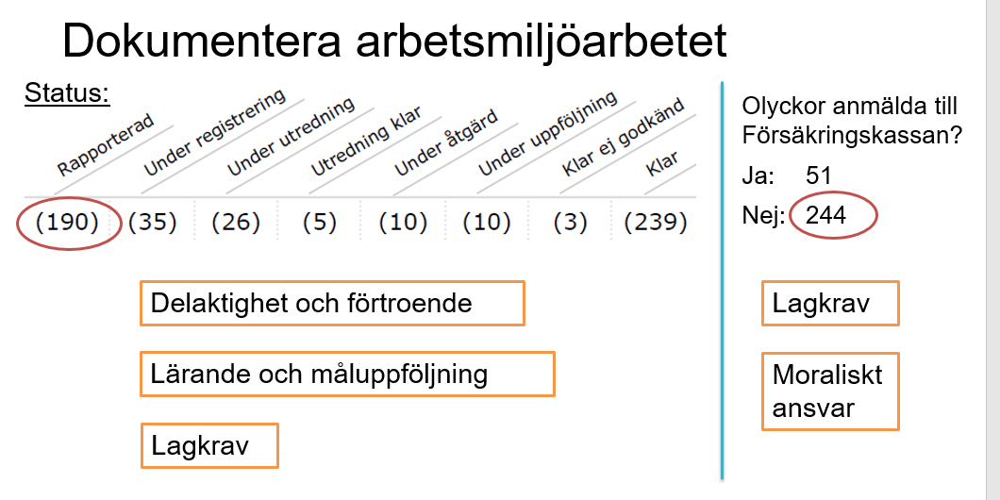 Dokumentera arbetsmiljöarbetet
Status:
Rapporterad
Under registrering
Under utredning
Utredning klar
Under åtgärd
Under uppföljning
Klar ej godkänd
Klar
(190) (35) (26) (5) (10) (10) (3) (239)
Delaktighet och förtroende
Lärande och måluppföljning
Lagkrav
Olyckor anmälda till
Försäkringskassan?
Ja: 51
Nej: 244
Lagkrav
Moraliskt
ansvar